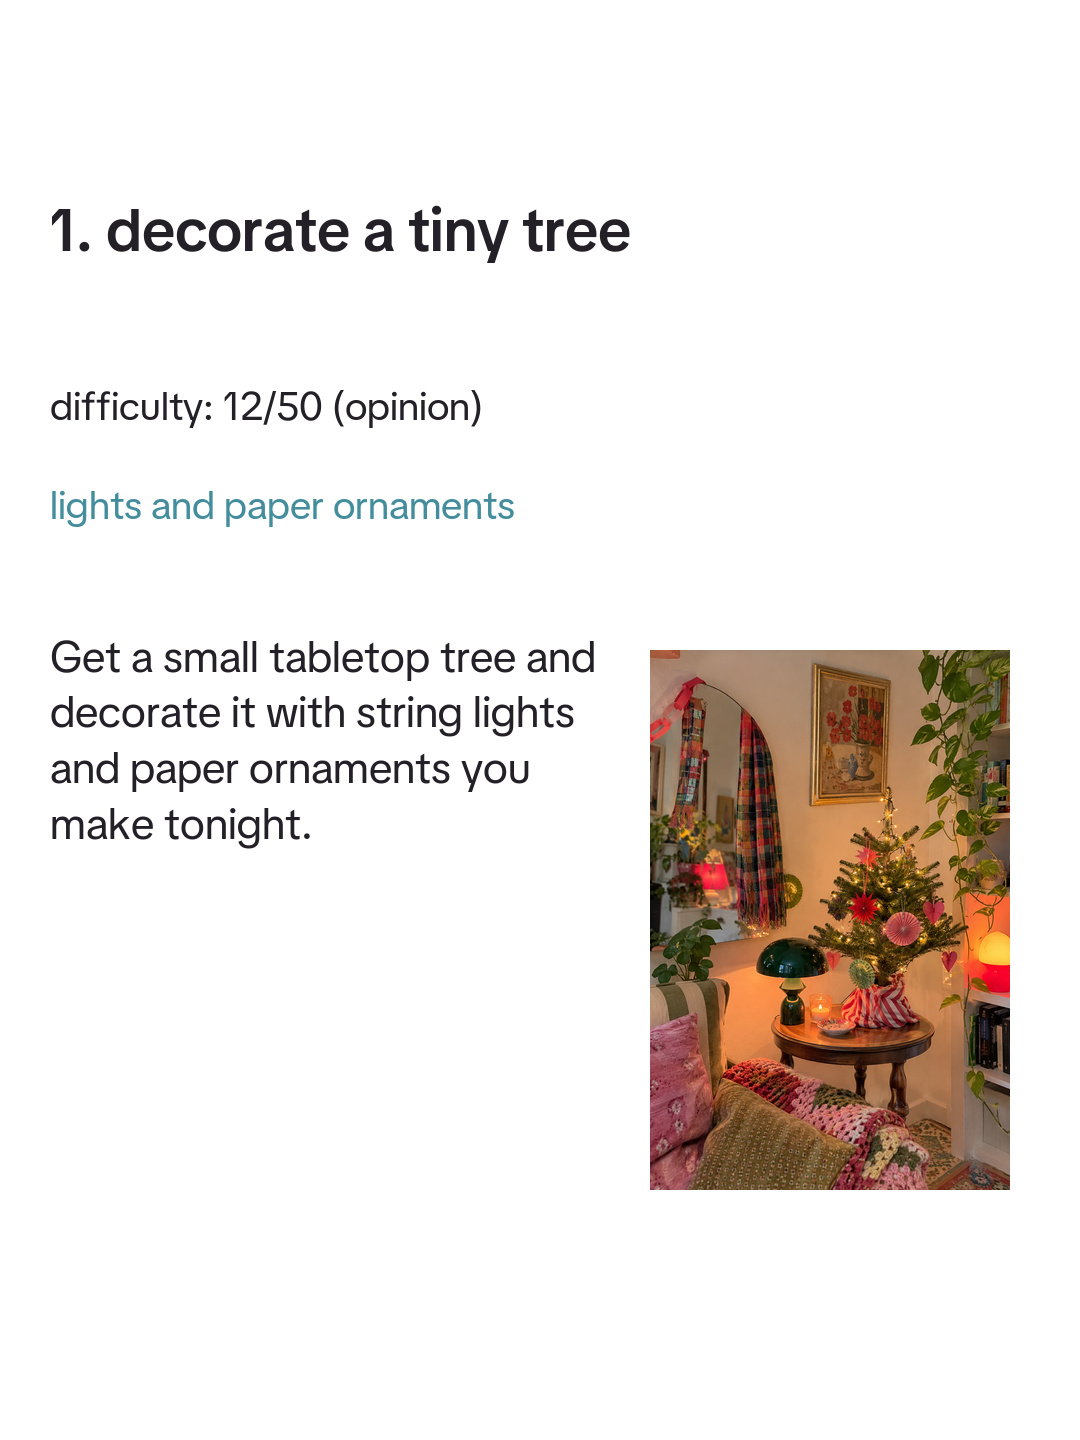 1. decorate a tiny tree
difficulty: 12/50 (opinion)
lights and paper ornaments
Get a small tabletop tree and
decorate it with string lights
and paper ornaments you
make tonight.